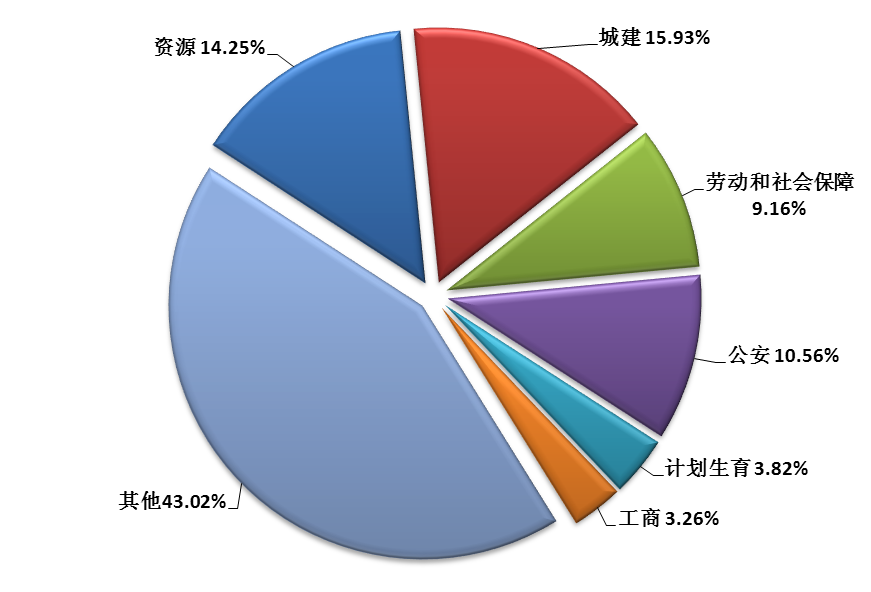 资源 14.25%
城建 15.93%
劳动和社会保障
9.16%
公安 10.56%
计划生育 3.82%
工商 3.26%
其他43.02%